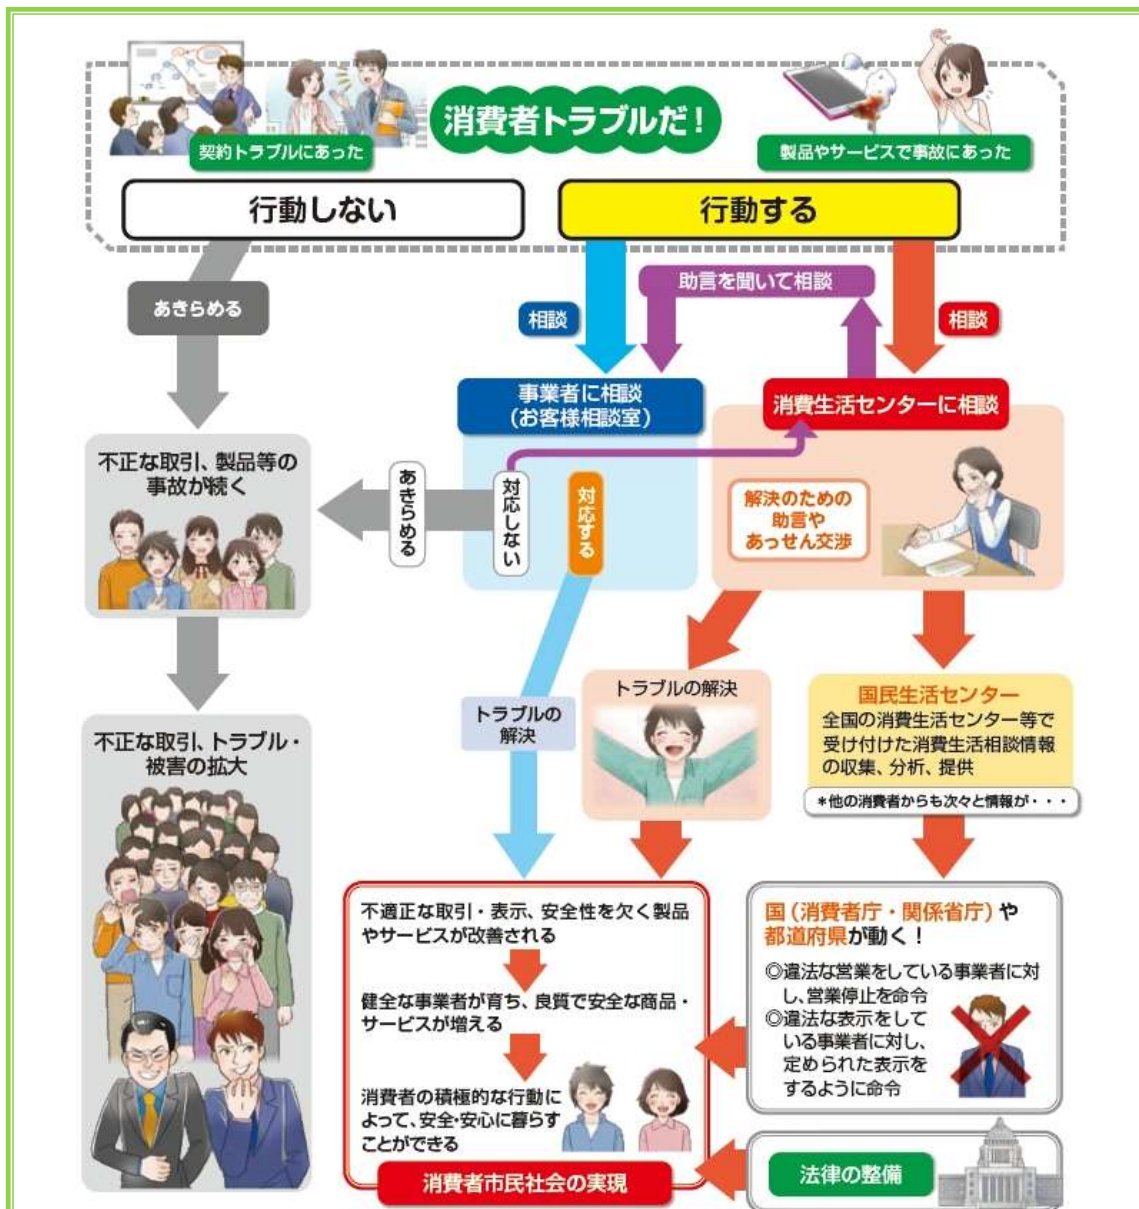 消費者トラブルだ！
契約トラブルにあった
製品やサービスで事故にあった
行動しない
行動する
あきらめる
相談
助言を聞いて相談
相談
事業者に相談
(お客様相談室)
消費生活センターに相談
不正な取引、製品等の
事故が続く
あきらめる
対応しない
対応する
解決のための
助言や
あっせん交渉
トラブルの
解決
トラブルの解決
国民生活センター
全国の消費生活センター等で
受け付けた消費生活相談情報
の収集、分析、提供
＊他の消費者からも次々と情報が・・・
不正な取引、トラブル・
被害の拡大
不適正な取引・表示、安全性を欠く製品
やサービスが改善される
健全な事業者が育ち、良質で安全な商品・
サービスが増える
消費者の積極的な行動に
よって、安全・安心に暮らす
ことができる
消費者市民社会の実現
国（消費者庁・関係省庁）や
都道府県が動く！
◎違法な営業をしている事業者に対
し、営業停止を命令
◎違法な表示をして
いる事業者に対し、
定められた表示を
するように命令
法律の整備